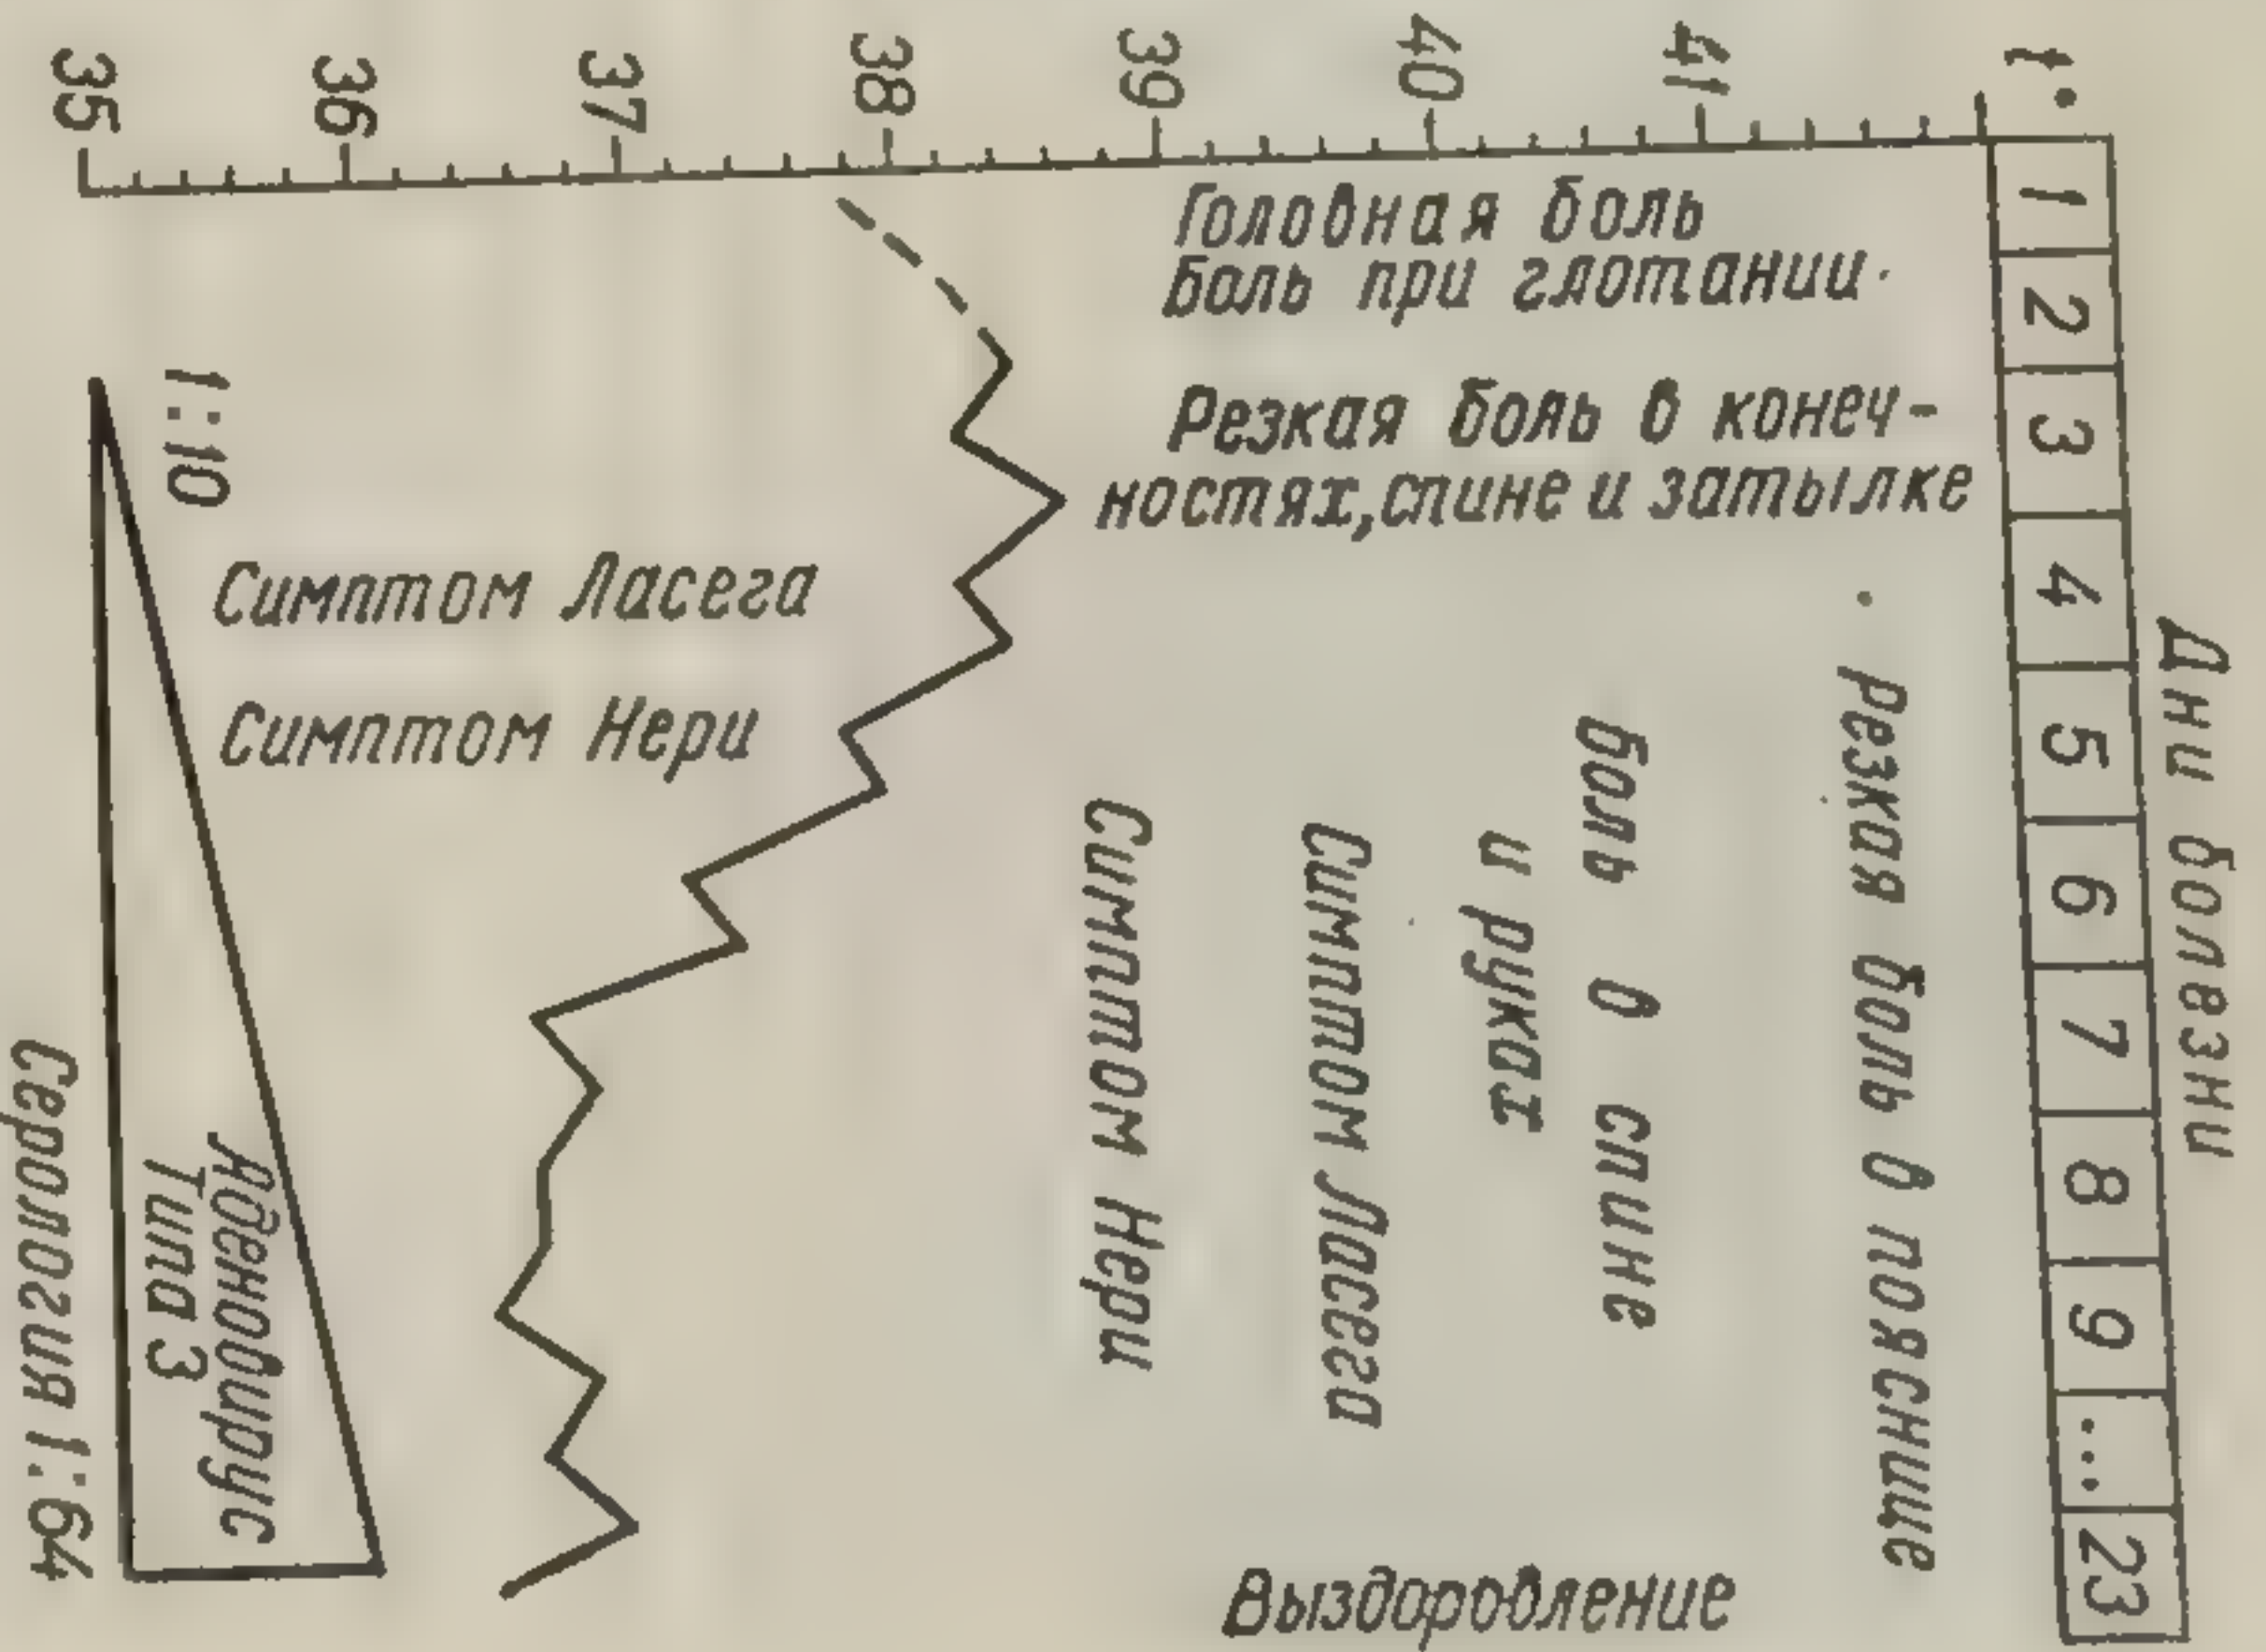 Дни болезни
t°
1 2 3 4 5 6 7 8 9 ... 23
41
40
39
38
37
36
35
Головная боль
Боль при глотании.
Резкая боль в конеч-
ностях, спине и затылке
Резкая боль в пояснице
Боль в спине
и руках
Симптом Ласега
Симптом Нери
Выздоровление
Симптом Ласега
Симптом Нери
1:10
Аденовирус
Типа 3
Серология 1:64